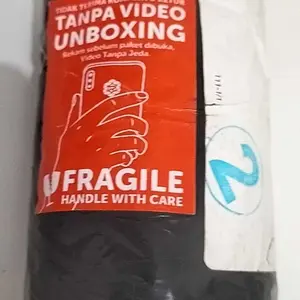 TANPA VIDEO
UNBOXING
Rekam sebelum paket dibuka,
Video Tanpa Jeda.
FRAGILE
HANDLE WITH CARE
2